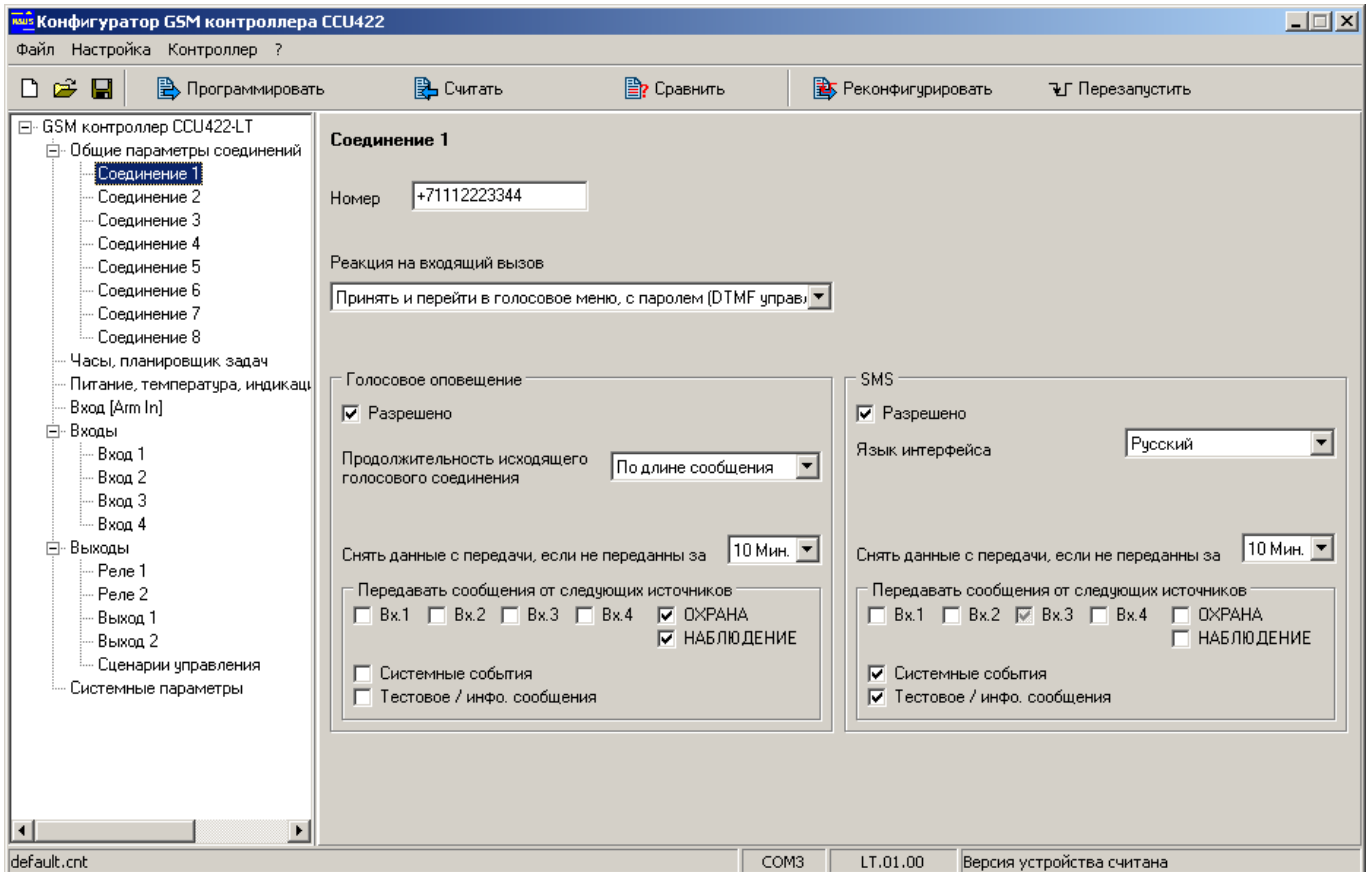 Конфигуратор GSM контроллера CCU422
Файл Настройка Контроллер ?
Программировать Считать Сравнить Реконфигурировать Перезапустить
GSM контроллер CCU422-LT
Общие параметры соединений
Соединение 1
Соединение 2
Соединение 3
Соединение 4
Соединение 5
Соединение 6
Соединение 7
Соединение 8
Часы, планировщик задач
Питание, температура, индикаци
Вход [Arm In]
Входы
Вход 1
Вход 2
Вход 3
Вход 4
Выходы
Реле 1
Реле 2
Выход 1
Выход 2
Сценарии управления
Системные параметры
Соединение 1
Номер +71112223344
Реакция на входящий вызов
Принять и перейти в голосовое меню, с паролем (DTMF управ
Голосовое оповещение
Разрешено
Продолжительность исходящего
голосового соединения
По длине сообщения
Снять данные с передачи, если не переданны за 10 Мин.
Передавать сообщения от следующих источников
Вх.1 Вх.2 Вх.3 Вх.4 ОХРАНА
НАБЛЮДЕНИЕ
Системные события
Тестовое / инфо. сообщения
SMS
Разрешено
Язык интерфейса Русский
Снять данные с передачи, если не переданны за 10 Мин.
Передавать сообщения от следующих источников
Вх.1 Вх.2 Вх.3 Вх.4 ОХРАНА
НАБЛЮДЕНИЕ
Системные события
Тестовое / инфо. сообщения
default.cnt COM3 LT.01.00 Версия устройства считана